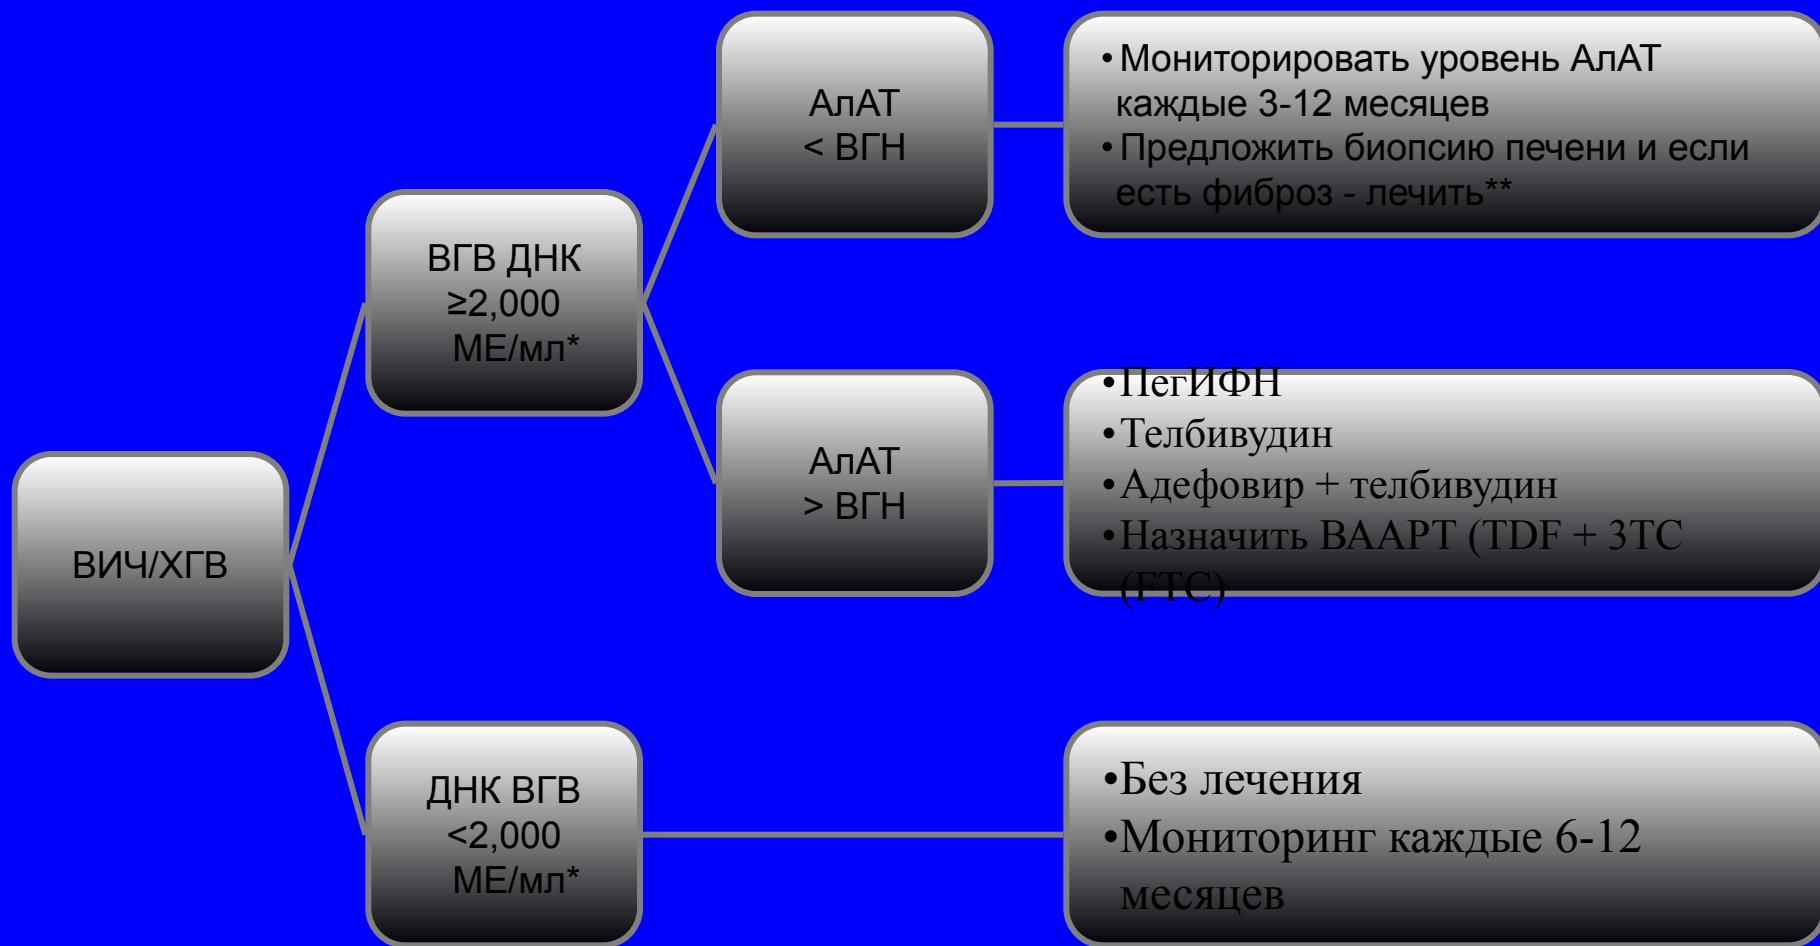 АлАТ
< ВГН
• Мониторировать уровень АлАТ
каждые 3-12 месяцев
• Предложить биопсию печени и если
есть фиброз - лечить**
ВГВ ДНК
≥2,000
МЕ/мл*
АлАТ
> ВГН
•ПегИФН
•Телбивудин
•Адефовир + телбивудин
•Назначить ВААРТ (TDF + 3TC
(FTC)
ВИЧ/ХГВ
ДНК ВГВ
<2,000
МЕ/мл*
•Без лечения
•Мониторинг каждые 6-12
месяцев